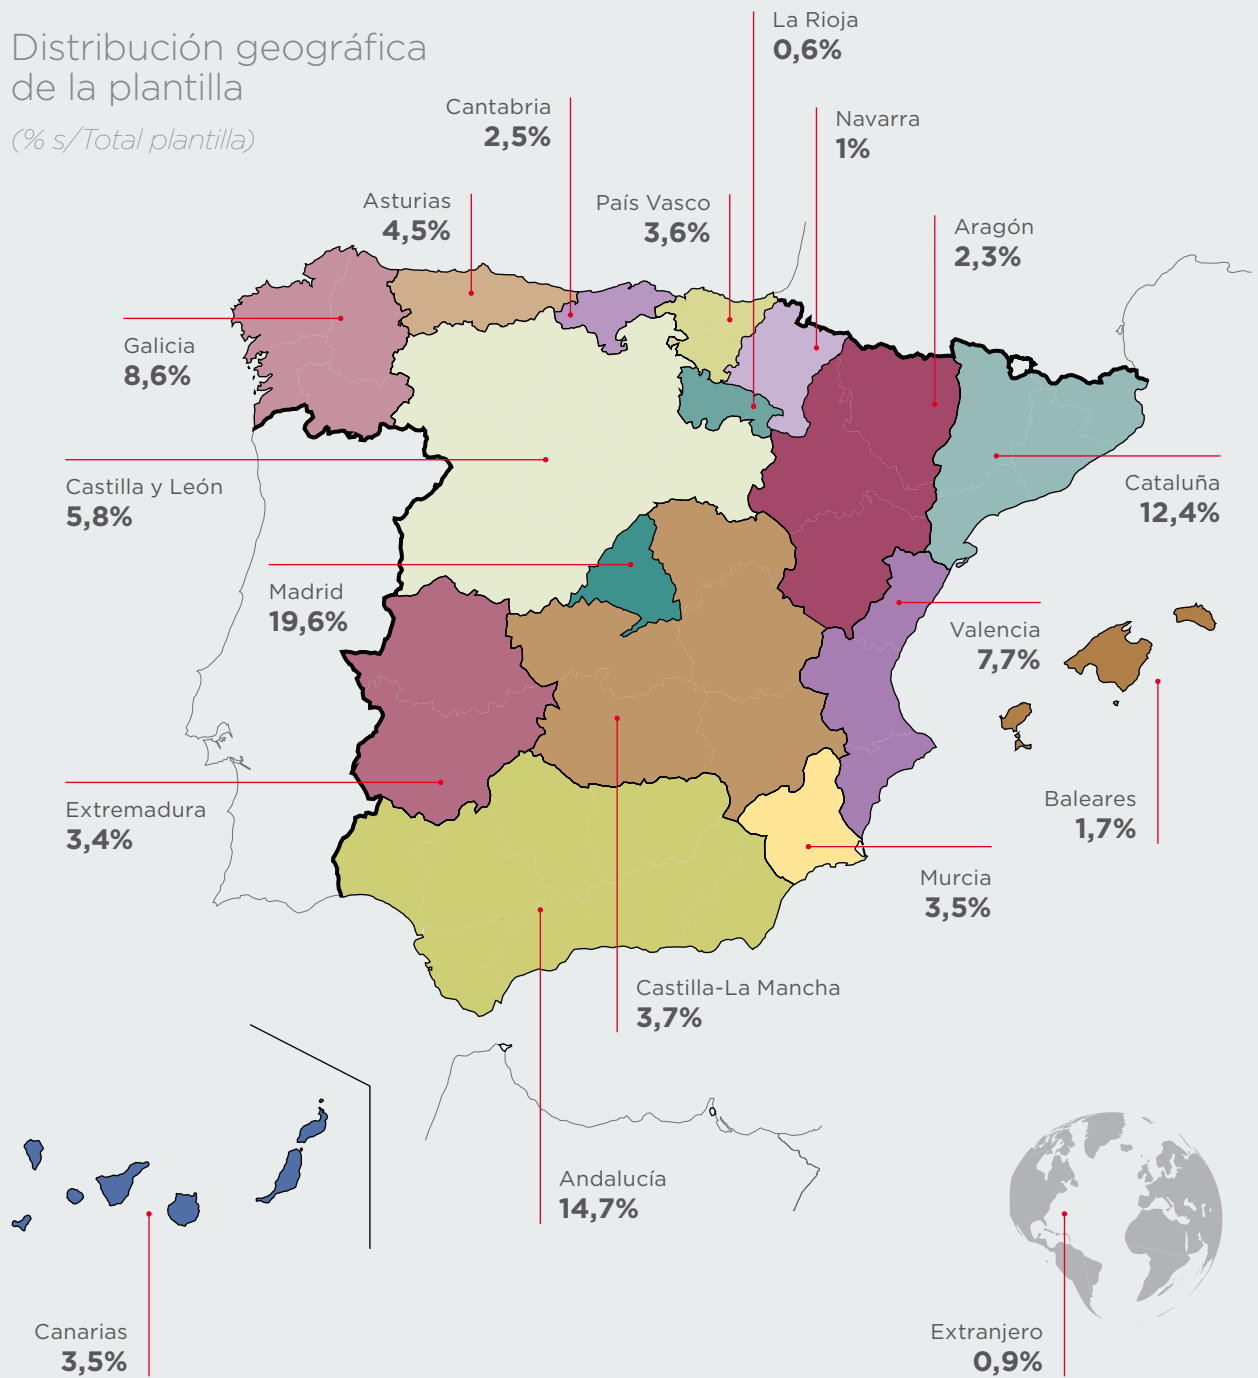 Distribución geográfica
de la plantilla
(% s/Total plantilla)
La Rioja
0,6%
Cantabria
2,5%
Navarra
1%
Asturias
4,5%
País Vasco
3,6%
Aragón
2,3%
Galicia
8,6%
Castilla y León
5,8%
Cataluña
12,4%
Madrid
19,6%
Valencia
7,7%
Extremadura
3,4%
Baleares
1,7%
Murcia
3,5%
Castilla-La Mancha
3,7%
Andalucía
14,7%
Canarias
3,5%
Extranjero
0,9%